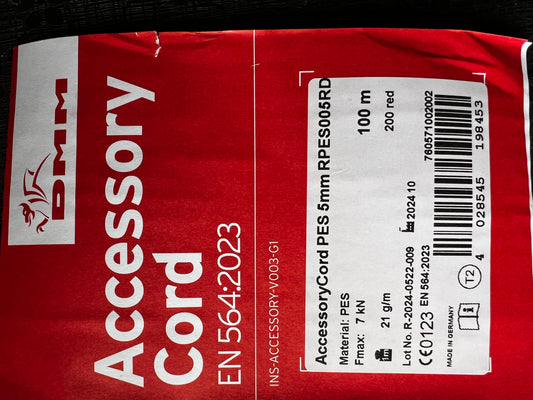 DMM
Accessory
Cord
EN 564:2023
INS-ACCESSORY-V003-G1
AccessoryCord PES 5mm RPES005RD
Material: PES
100 m
Fmax: 7 kN
200 red
21 g/m
Lot No. R-2024-0522-009
2024 10
760571002002
CE0123 EN 564:2023
MADE IN GERMANY
T2
4 028545 198453